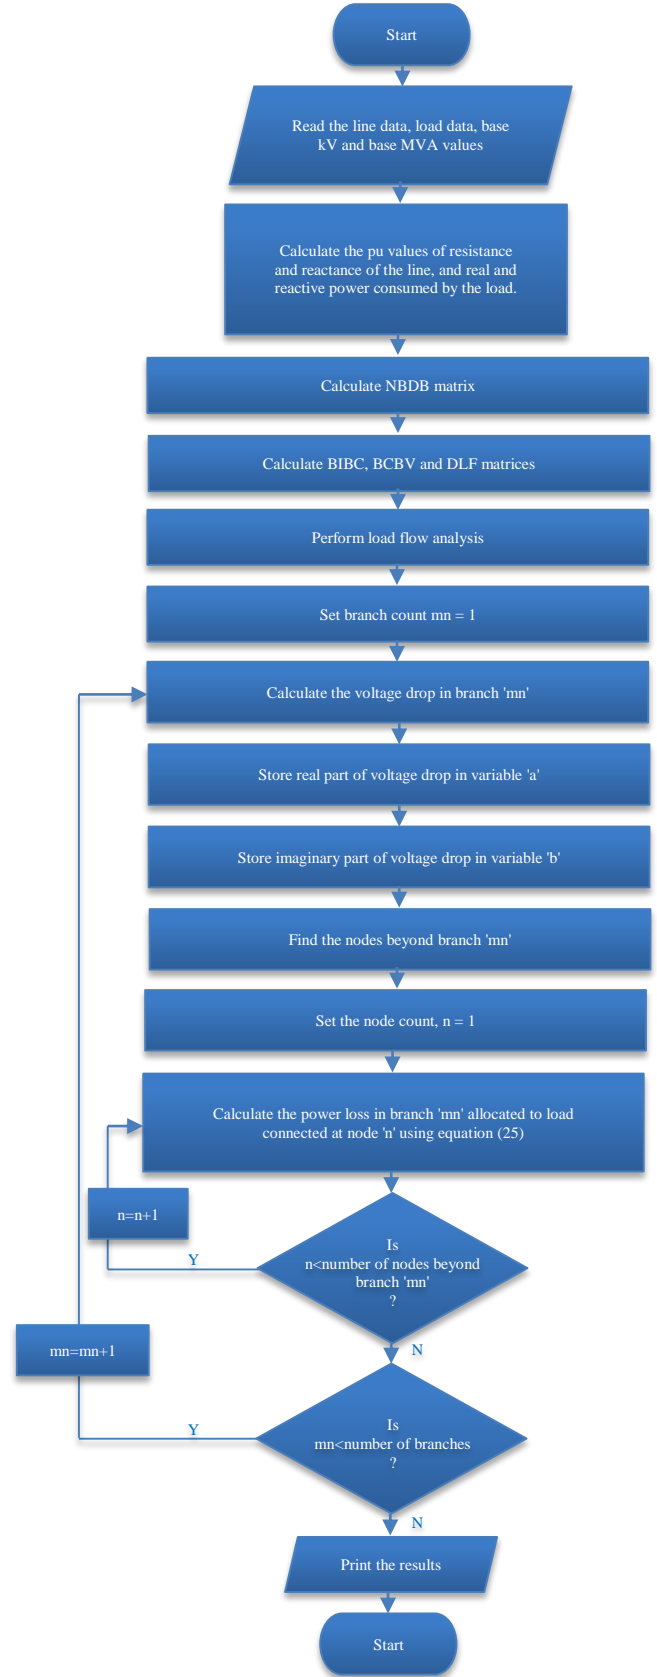 Start
Read the line data, load data, base
kV and base MVA values
Calculate the pu values of resistance
and reactance of the line, and real and
reactive power consumed by the load.
Calculate NBDB matrix
Calculate BIBC, BCBV and DLF matrices
Perform load flow analysis
Set branch count mn = 1
Calculate the voltage drop in branch 'mn'
Store real part of voltage drop in variable 'a'
Store imaginary part of voltage drop in variable 'b'
Find the nodes beyond branch 'mn'
Set the node count, n = 1
Calculate the power loss in branch 'mn' allocated to load
connected at node 'n' using equation (25)
n=n+1
Y
Is
n<number of nodes beyond
branch 'mn'
?
N
mn=mn+1
Y
Is
mn<number of branches
?
N
Print the results
Start